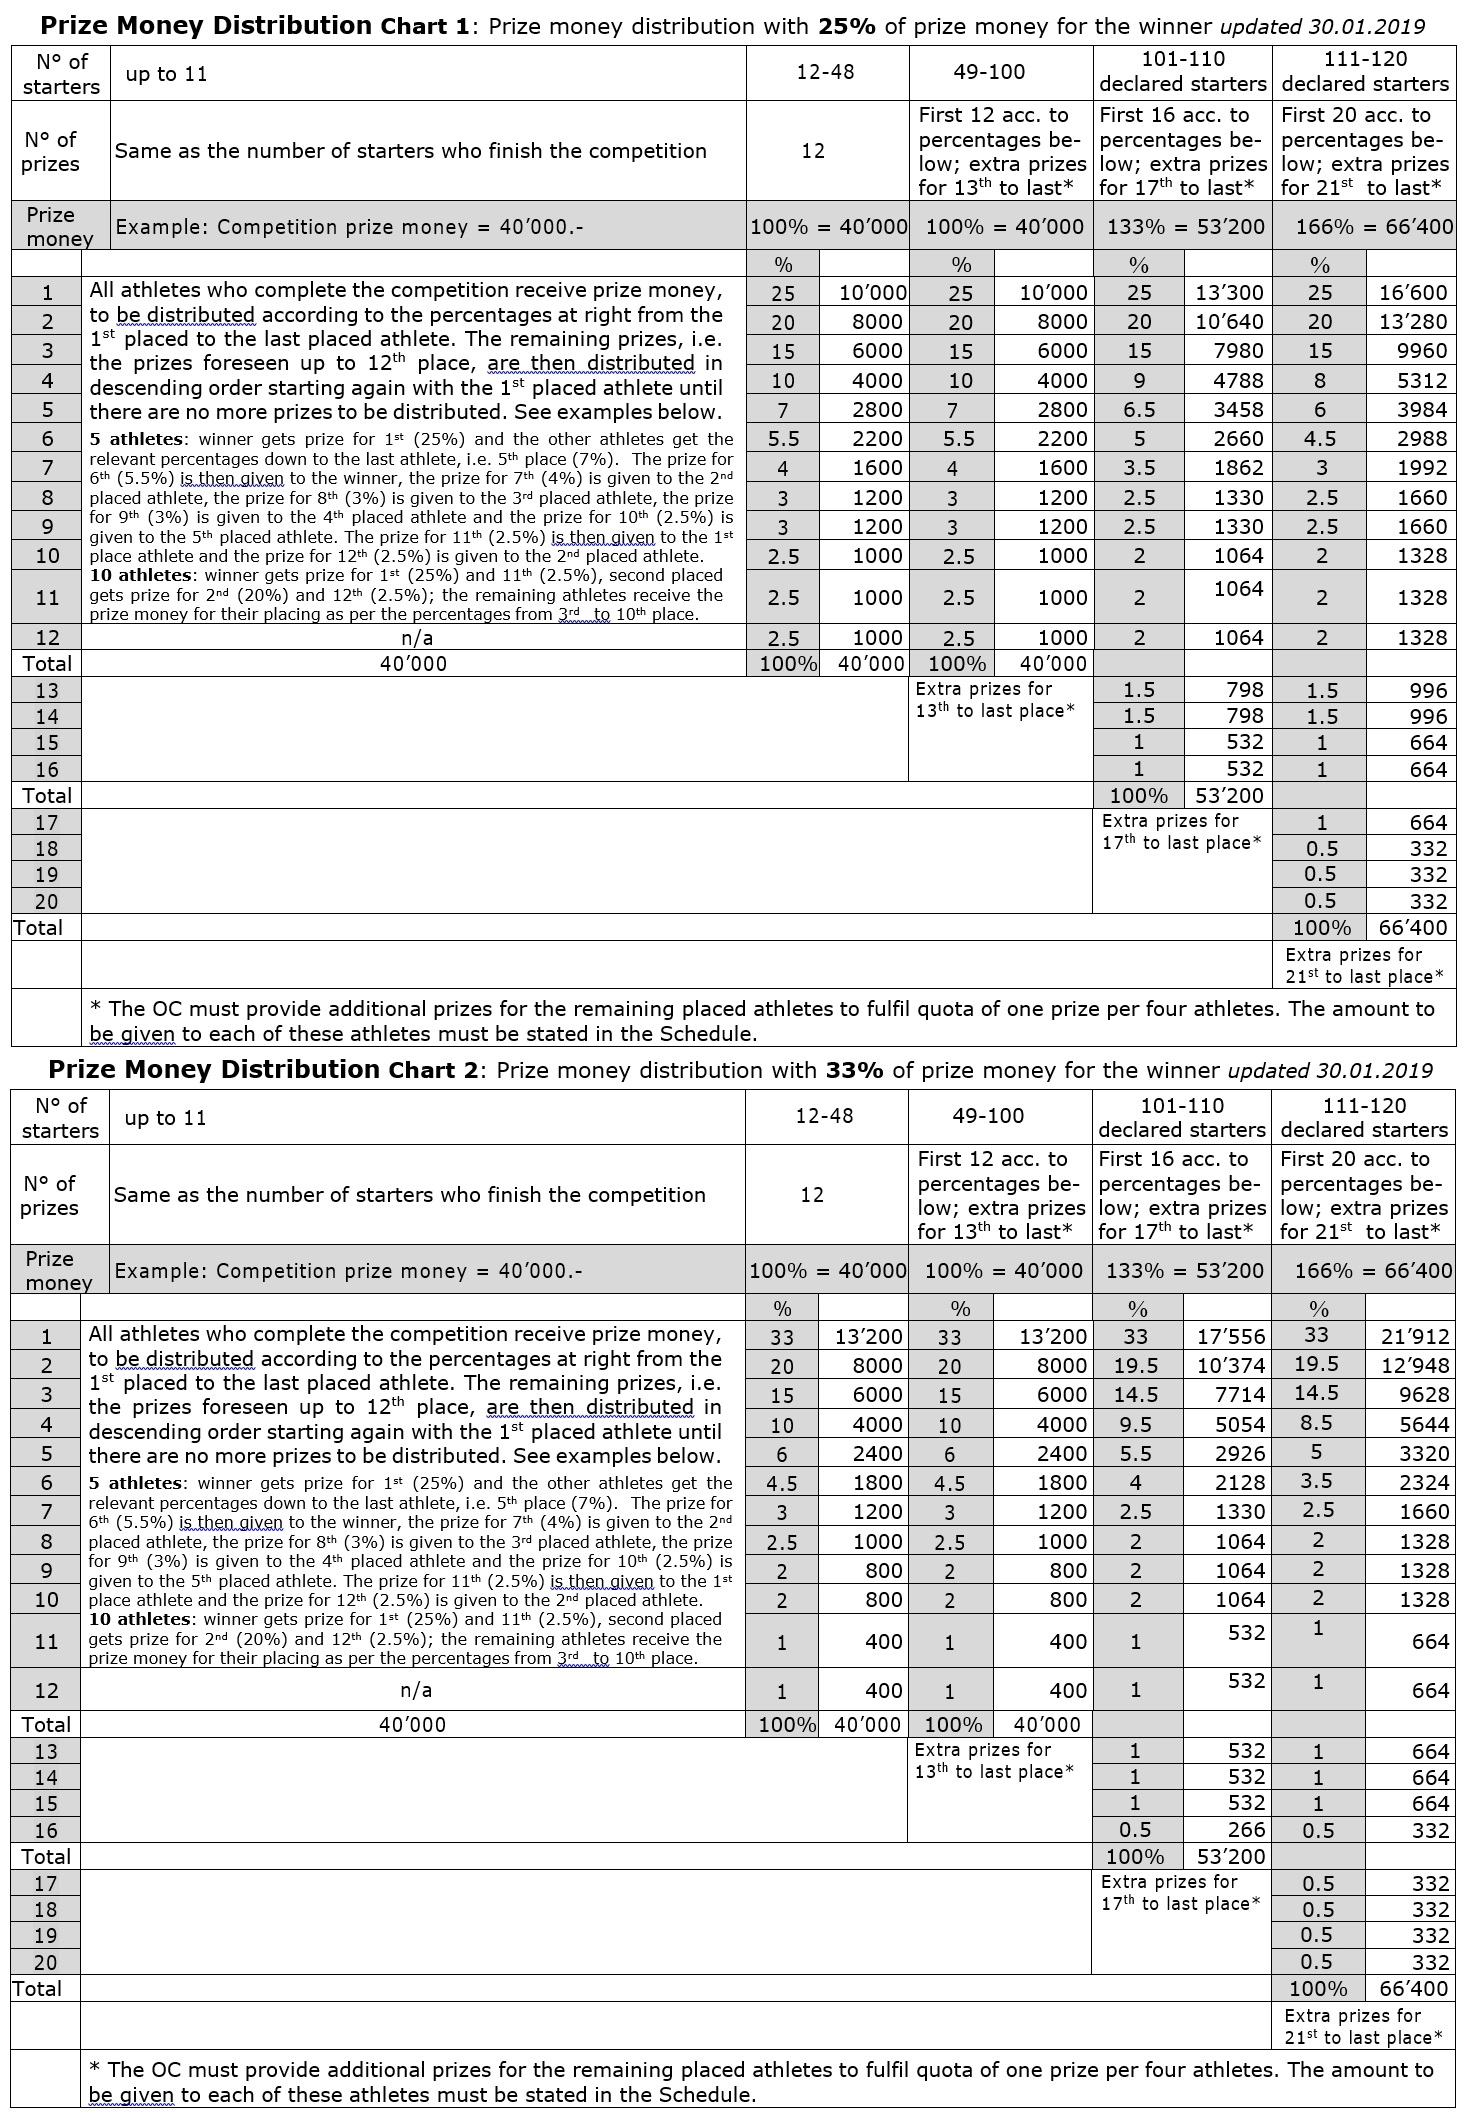 Prize Money Distribution Chart 1: Prize money distribution with 25% of prize money for the winner updated 30.01.2019
N° of starters up to 11 12-48 49-100 101-110 declared starters 111-120 declared starters
N° of prizes Same as the number of starters who finish the competition 12 First 12 acc. to percentages be-low; extra prizes for 13th to last* First 16 acc. to percentages be-low; extra prizes for 17th to last* First 20 acc. to percentages be-low; extra prizes for 21st to last*
Prize money Example: Competition prize money = 40’000.- 100% = 40’000 100% = 40’000 133% = 53’200 166% = 66’400
% % % %
All athletes who complete the competition receive prize money,
to be distributed according to the percentages at right from the
1st placed to the last placed athlete. The remaining prizes, i.e.
the prizes foreseen up to 12th place, are then distributed in
descending order starting again with the 1st placed athlete until
there are no more prizes to be distributed. See examples below.
5 athletes: winner gets prize for 1st (25%) and the other athletes get the
relevant percentages down to the last athlete, i.e. 5th place (7%). The prize for
6th (5.5%) is then given to the winner, the prize for 7th (4%) is given to the 2nd
placed athlete, the prize for 8th (3%) is given to the 3rd placed athlete, the prize
for 9th (3%) is given to the 4th placed athlete and the prize for 10th (2.5%) is
given to the 5th placed athlete. The prize for 11th (2.5%) is then given to the 1st
place athlete and the prize for 12th (2.5%) is given to the 2nd placed athlete.
10 athletes: winner gets prize for 1st (25%) and 11th (2.5%), second placed
gets prize for 2nd (20%) and 12th (2.5%); the remaining athletes receive the
prize money for their placing as per the percentages from 3rd to 10th place.
1 25 10’000 25 10’000 25 13’300 25 16’600
2 20 8000 20 8000 20 10’640 20 13’280
3 15 6000 15 6000 15 7980 15 9960
4 10 4000 10 4000 9 4788 8 5312
5 7 2800 7 2800 6.5 3458 6 3984
6 5.5 2200 5.5 2200 5 2660 4.5 2988
7 4 1600 4 1600 3.5 1862 3 1992
8 3 1200 3 1200 2.5 1330 2.5 1660
9 3 1200 3 1200 2.5 1330 2.5 1660
10 2.5 1000 2.5 1000 2 1064 2 1328
11 2.5 1000 2.5 1000 2 1064 2 1328
12 n/a 2.5 1000 2.5 1000 2 1064 2 1328
Total 40’000 100% 40’000 100% 40’000
Extra prizes for
13th to last place*
13 1.5 798 1.5 996
14 1.5 798 1.5 996
15 1 532 1 664
16 1 532 1 664
Total 100% 53’200
Extra prizes for
17th to last place*
17 1 664
18 0.5 332
19 0.5 332
20 0.5 332
Total 100% 66’400
Extra prizes for
21st to last place*
* The OC must provide additional prizes for the remaining placed athletes to fulfil quota of one prize per four athletes. The amount to
be given to each of these athletes must be stated in the Schedule.
Prize Money Distribution Chart 2: Prize money distribution with 33% of prize money for the winner updated 30.01.2019
N° of starters up to 11 12-48 49-100 101-110 declared starters 111-120 declared starters
N° of prizes Same as the number of starters who finish the competition 12 First 12 acc. to percentages be-low; extra prizes for 13th to last* First 16 acc. to percentages be-low; extra prizes for 17th to last* First 20 acc. to percentages be-low; extra prizes for 21st to last*
Prize money Example: Competition prize money = 40’000.- 100% = 40’000 100% = 40’000 133% = 53’200 166% = 66’400
% % % %
All athletes who complete the competition receive prize money,
to be distributed according to the percentages at right from the
1st placed to the last placed athlete. The remaining prizes, i.e.
the prizes foreseen up to 12th place, are then distributed in
descending order starting again with the 1st placed athlete until
there are no more prizes to be distributed. See examples below.
5 athletes: winner gets prize for 1st (25%) and the other athletes get the
relevant percentages down to the last athlete, i.e. 5th place (7%). The prize for
6th (5.5%) is then given to the winner, the prize for 7th (4%) is given to the 2nd
placed athlete, the prize for 8th (3%) is given to the 3rd placed athlete, the prize
for 9th (3%) is given to the 4th placed athlete and the prize for 10th (2.5%) is
given to the 5th placed athlete. The prize for 11th (2.5%) is then given to the 1st
place athlete and the prize for 12th (2.5%) is given to the 2nd placed athlete.
10 athletes: winner gets prize for 1st (25%) and 11th (2.5%), second placed
gets prize for 2nd (20%) and 12th (2.5%); the remaining athletes receive the
prize money for their placing as per the percentages from 3rd to 10th place.
1 33 13’200 33 13’200 33 17’556 33 21’912
2 20 8000 20 8000 19.5 10’374 19.5 12’948
3 15 6000 15 6000 14.5 7714 14.5 9628
4 10 4000 10 4000 9.5 5054 8.5 5644
5 6 2400 6 2400 5.5 2926 5 3320
6 4.5 1800 4.5 1800 4 2128 3.5 2324
7 3 1200 3 1200 2.5 1330 2.5 1660
8 2.5 1000 2.5 1000 2 1064 2 1328
9 2 800 2 800 2 1064 2 1328
10 2 800 2 800 2 1064 2 1328
11 1 400 1 400 1 532 1 664
12 n/a 1 400 1 400 1 532 1 664
Total 40’000 100% 40’000 100% 40’000
Extra prizes for
13th to last place*
13 1 532 1 664
14 1 532 1 664
15 1 532 1 664
16 0.5 266 0.5 332
Total 100% 53’200
Extra prizes for
17th to last place*
17 0.5 332
18 0.5 332
19 0.5 332
20 0.5 332
Total 100% 66’400
Extra prizes for
21st to last place*
* The OC must provide additional prizes for the remaining placed athletes to fulfil quota of one prize per four athletes. The amount to
be given to each of these athletes must be stated in the Schedule.